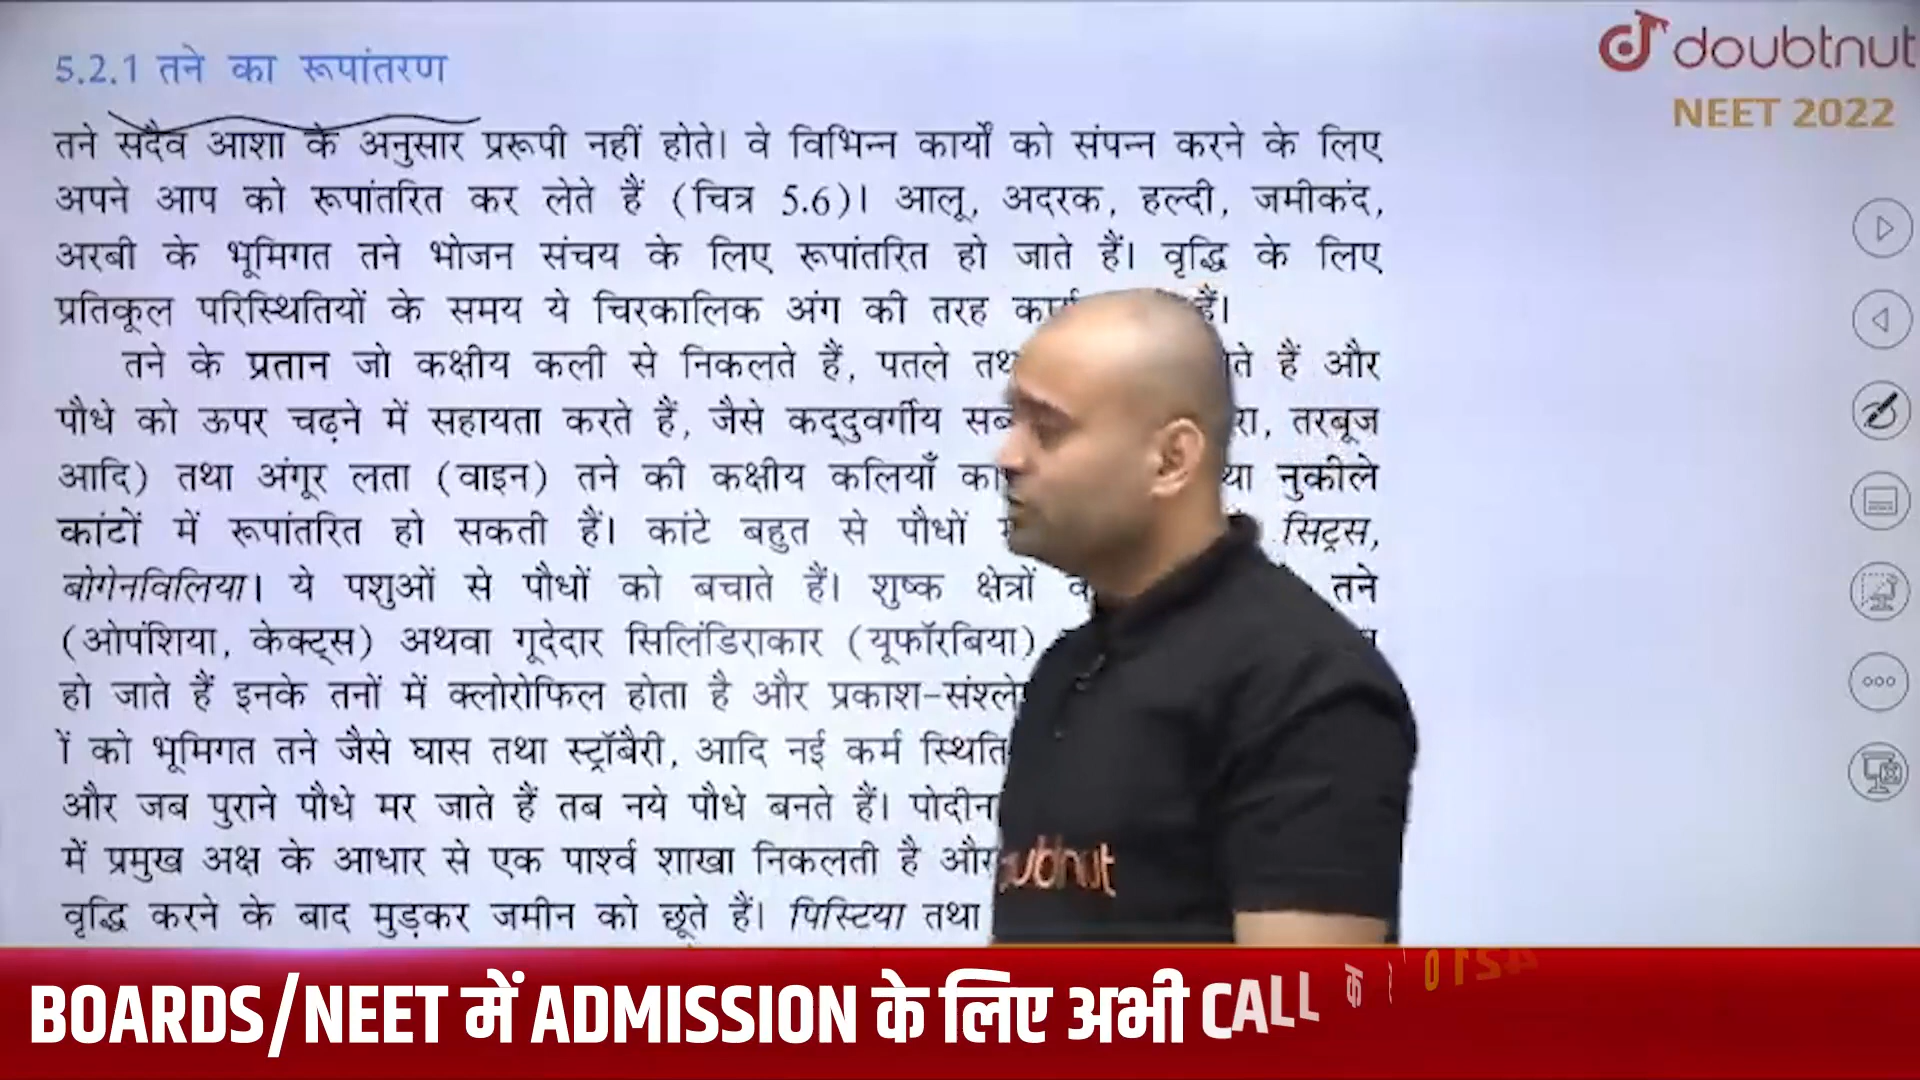 5.2.1 तने का रूपांतरण
doubtnut
NEET 2022
तने सदैव आशा के अनुसार प्ररूपी नहीं होते। वे विभिन्न कार्यों को संपन्न करने के लिए
अपने आप को रूपांतरित कर लेते हैं (चित्र 5.6)। आलू, अदरक, हल्दी, जमीकंद,
अरबी के भूमिगत तने भोजन संचय के लिए रूपांतरित हो जाते हैं। वृद्धि के लिए
प्रतिकूल परिस्थितियों के समय ये चिरकालिक अंग की तरह हैं।
तने के प्रतान जो कक्षीय कली से निकलते हैं, पतले हैं और
पौधे को ऊपर चढ़ने में सहायता करते हैं, जैसे कद्दुवर्गीय तरबूज
आदि) तथा अंगूर लता (वाइन) तने की कक्षीय कलियाँ नुकीले
कांटों में रूपांतरित हो सकती हैं। कांटे बहुत से पौधों सिट्रस,
बोगेनविलिया। ये पशुओं से पौधों को बचाते हैं। शुष्क क्षेत्रों तने
(ओपंशिया, केक्ट्स) अथवा गूदेदार सिलिंडिराकार (यूफॉरबिया)
हो जाते हैं इनके तनों में क्लोरोफिल होता है और
ों को भूमिगत तने जैसे घास तथा स्ट्रॉबैरी, आदि नई कर्म
और जब पुराने पौधे मर जाते हैं तब नये पौधे बनते हैं।
में प्रमुख अक्ष के आधार से एक पार्श्व शाखा निकलती है
वृद्धि करने के बाद मुड़कर जमीन को छूते हैं। पिस्टिया तथा
BOARDS/NEET में ADMISSION के लिए अभी CALL